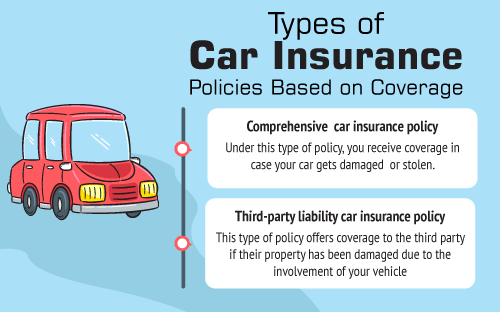 Types of
Car Insurance
Policies Based on Coverage
Comprehensive car insurance policy
Under this type of policy, you receive coverage in
case your car gets damaged or stolen.
Third-party liability car insurance policy
This type of policy offers coverage to the third party
if their property has been damaged due to the
involvement of your vehicle